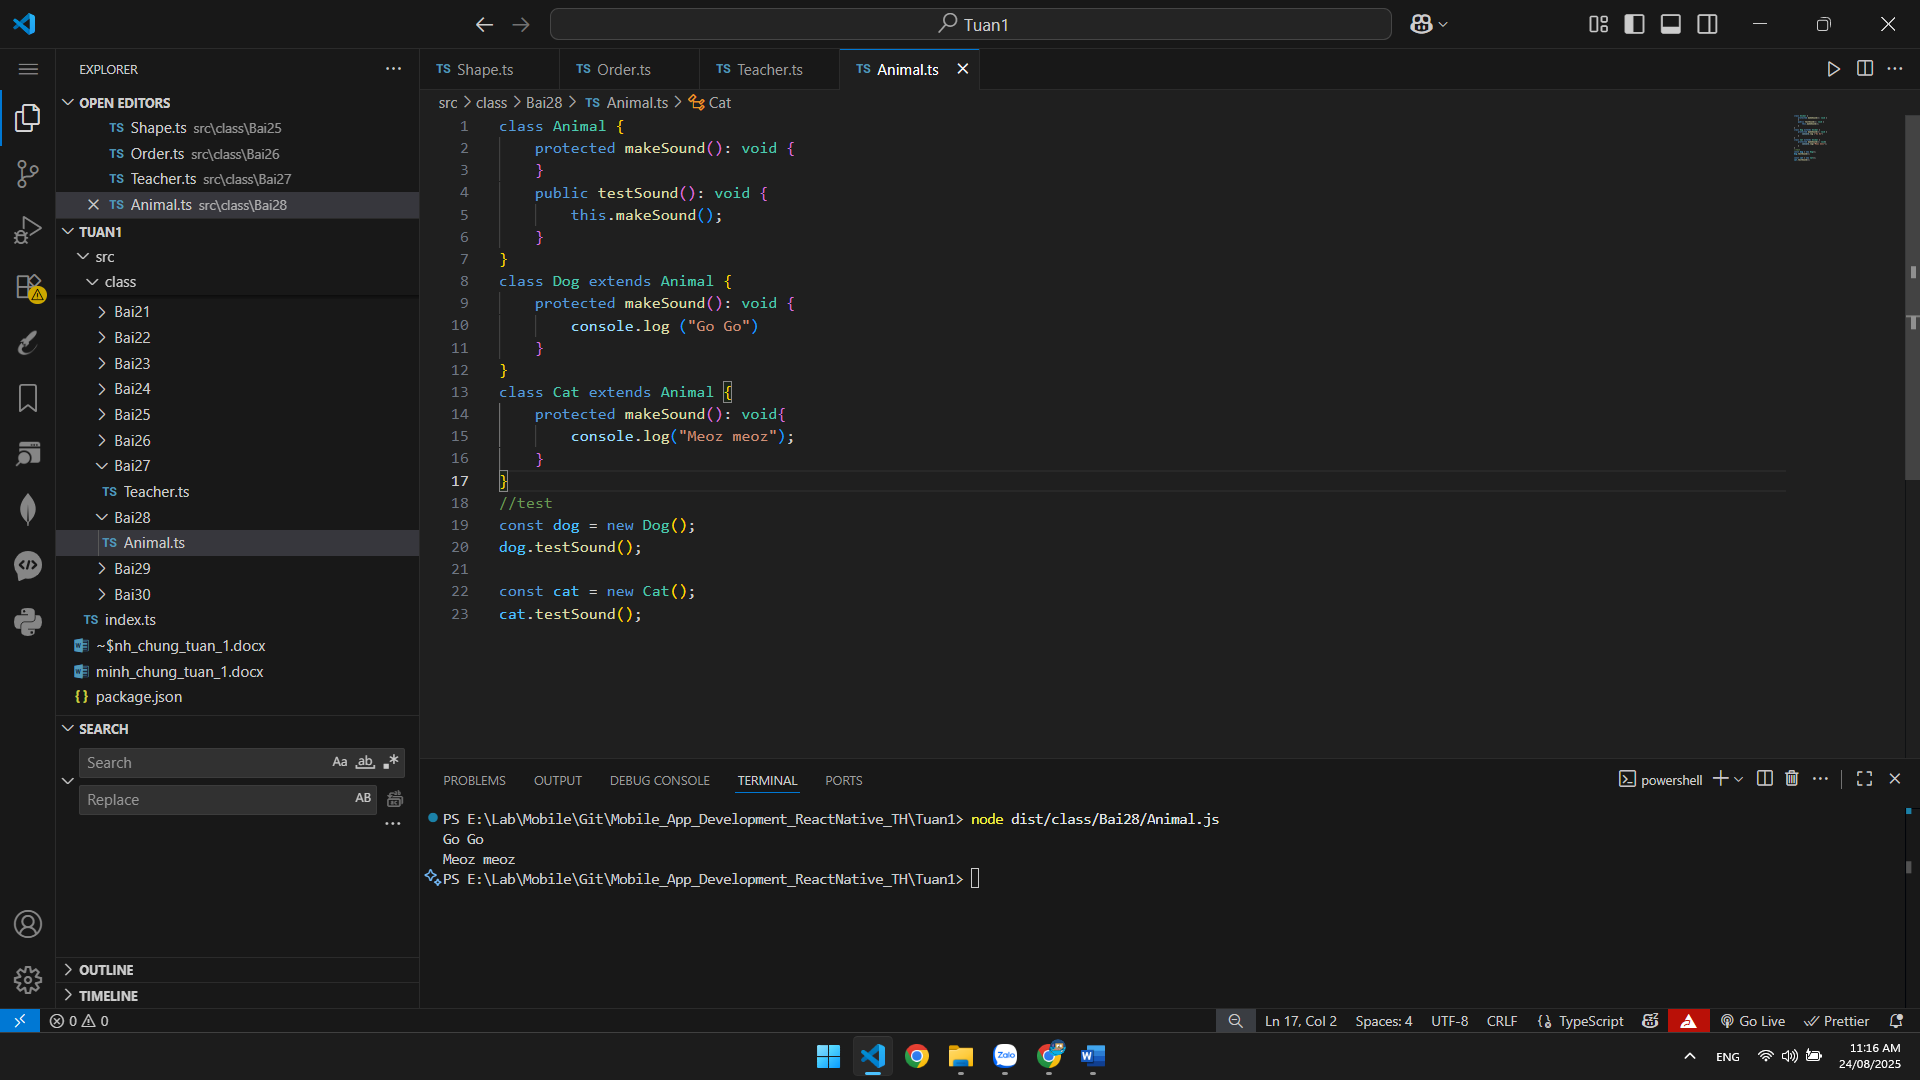 Tuan1
EXPLORER
OPEN EDITORS
TS Shape.ts src\class\Bai25
TS Order.ts src\class\Bai26
TS Teacher.ts src\class\Bai27
TS Animal.ts src\class\Bai28
TUAN1
src
class
Bai21
Bai22
Bai23
Bai24
Bai25
Bai26
Bai27
TS Teacher.ts
Bai28
TS Animal.ts
Bai29
Bai30
TS index.ts
~$nh_chung_tuan_1.docx
minh_chung_tuan_1.docx
{} package.json
SEARCH
Search Aa ab
Replace AB
OUTLINE
TIMELINE
TS Shape.ts TS Order.ts TS Teacher.ts TS Animal.ts
src > class > Bai28 > TS Animal.ts > Cat
1 class Animal {
2 protected makeSound(): void {
3 }
4 public testSound(): void {
5 this.makeSound();
6 }
7 }
8 class Dog extends Animal {
9 protected makeSound(): void {
10 console.log ("Go Go")
11 }
12 }
13 class Cat extends Animal {
14 protected makeSound(): void{
15 console.log("Meoz meoz");
16 }
17 }
18 //test
19 const dog = new Dog();
20 dog.testSound();
21
22 const cat = new Cat();
23 cat.testSound();
PROBLEMS OUTPUT DEBUG CONSOLE TERMINAL PORTS
powershell
PS E:\Lab\Mobile\Git\Mobile_App_Development_ReactNative_TH\Tuan1> node dist/class/Bai28/Animal.js
Go Go
Meoz meoz
PS E:\Lab\Mobile\Git\Mobile_App_Development_ReactNative_TH\Tuan1>
0 0
Ln 17, Col 2 Spaces: 4 UTF-8 CRLF {} TypeScript Go Live Prettier
Zalo
W
ENG
11:16 AM
24/08/2025